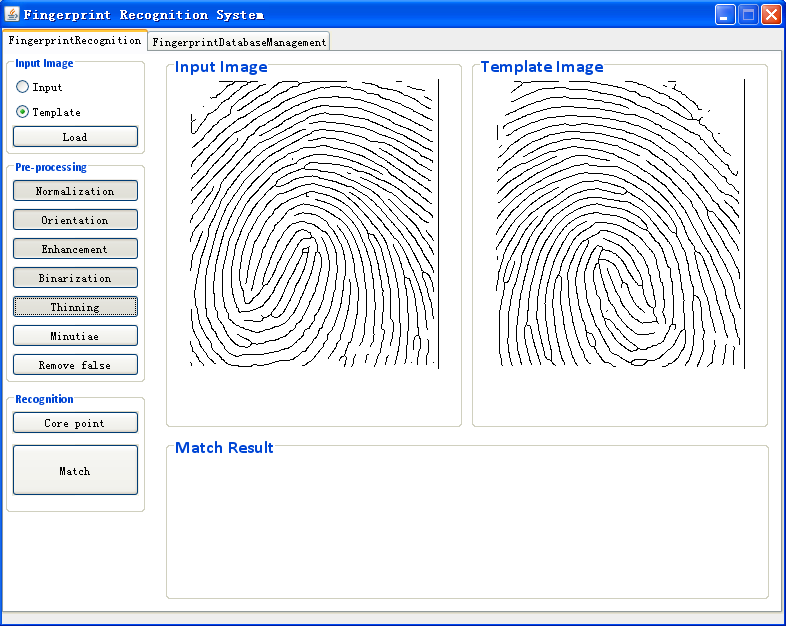 Fingerprint Recognition System
FingerprintRecognition
FingerprintDatabaseManagement
Input Image
Input
Template
Load
Pre-processing
Normalization
Orientation
Enhancement
Binarization
Thinning
Minutiae
Remove false
Recognition
Core point
Match
Input Image
Template Image
Match Result